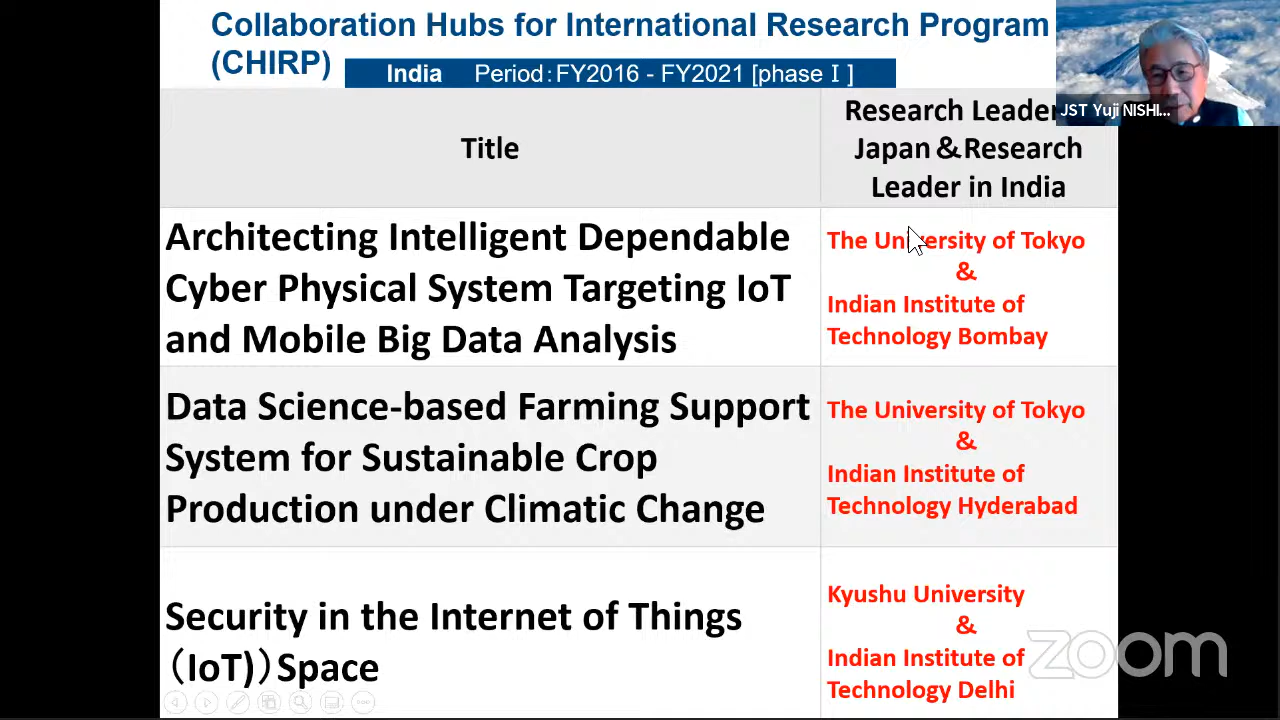 Collaboration Hubs for International Research Program
(CHIRP)
India Period：FY2016 - FY2021 [phaseⅠ]
JST Yuji NISHI...
Title
Research Leader
Japan＆Research
Leader in India
Architecting Intelligent Dependable
Cyber Physical System Targeting IoT
and Mobile Big Data Analysis
The University of Tokyo
&
Indian Institute of
Technology Bombay
Data Science-based Farming Support
System for Sustainable Crop
Production under Climatic Change
The University of Tokyo
&
Indian Institute of
Technology Hyderabad
Security in the Internet of Things
（IoT)）Space
Kyushu University
&
Indian Institute of
Technology Delhi
zoom